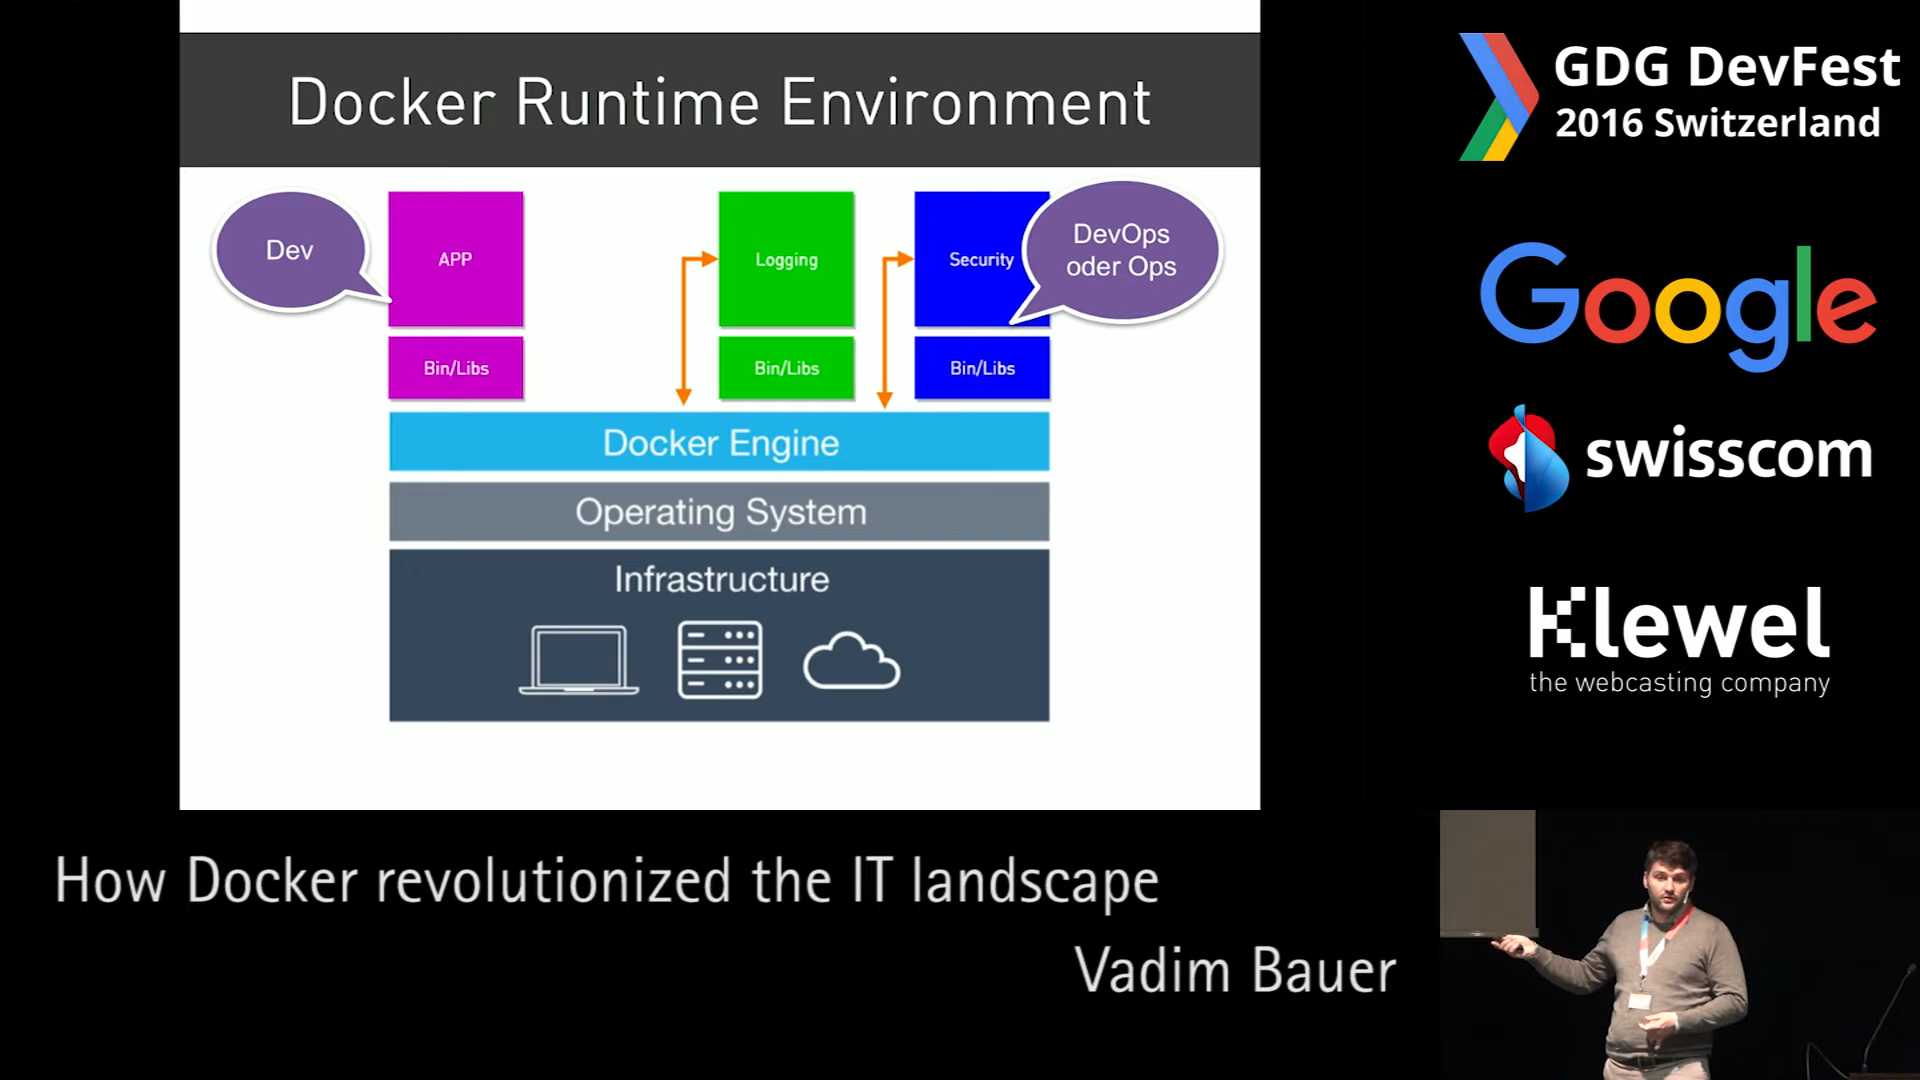 Docker Runtime Environment
Dev
APP
Logging
Security
DevOps
oder Ops
Bin/Libs
Bin/Libs
Bin/Libs
Docker Engine
Operating System
Infrastructure
GDG DevFest
2016 Switzerland
Google
swisscom
Klewel
the webcasting company
How Docker revolutionized the IT landscape
Vadim Bauer